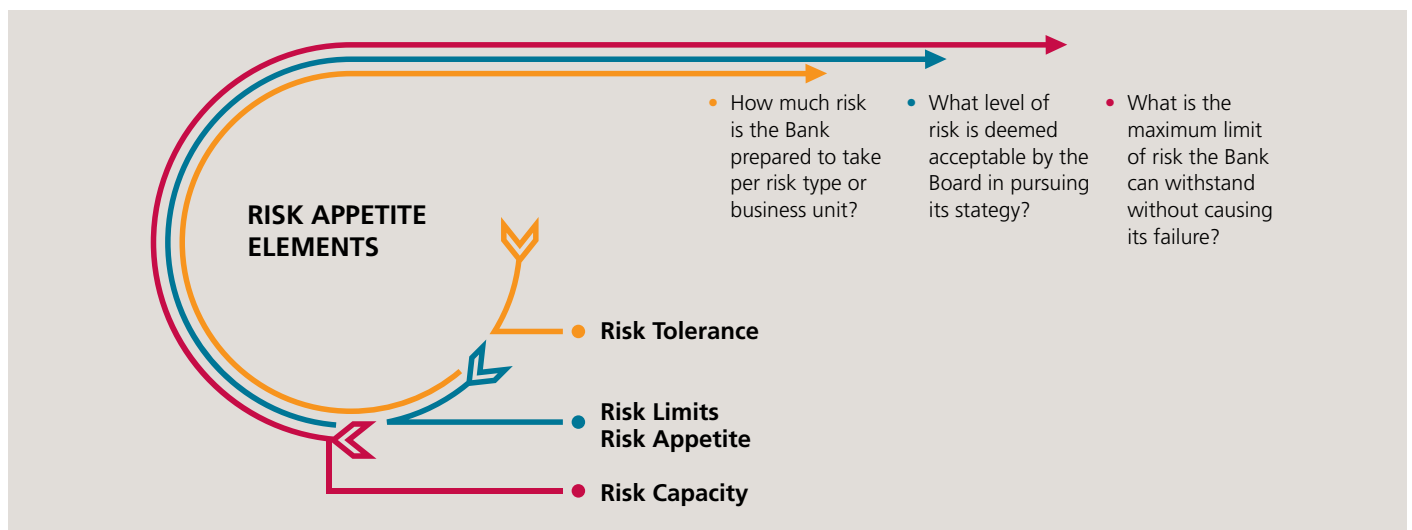 • How much risk
is the Bank
prepared to take
per risk type or
business unit?
• What level of
risk is deemed
acceptable by the
Board in pursuing
its stategy?
• What is the
maximum limit
of risk the Bank
can withstand
without causing
its failure?
RISK APPETITE
ELEMENTS
Risk Tolerance
Risk Limits
Risk Appetite
Risk Capacity